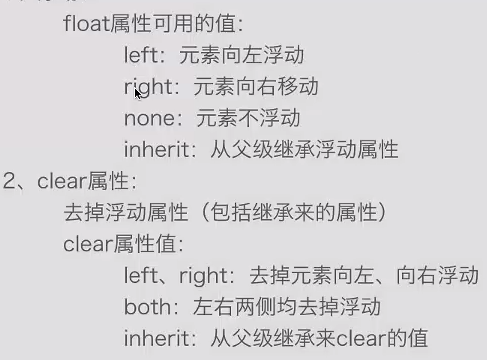 float属性可用的值：
left：元素向左浮动
right：元素向右移动
none：元素不浮动
inherit：从父级继承浮动属性
2、clear属性：
去掉浮动属性（包括继承来的属性）
clear属性值：
left、right：去掉元素向左、向右浮动
both：左右两侧均去掉浮动
inherit：从父级继承来clear的值